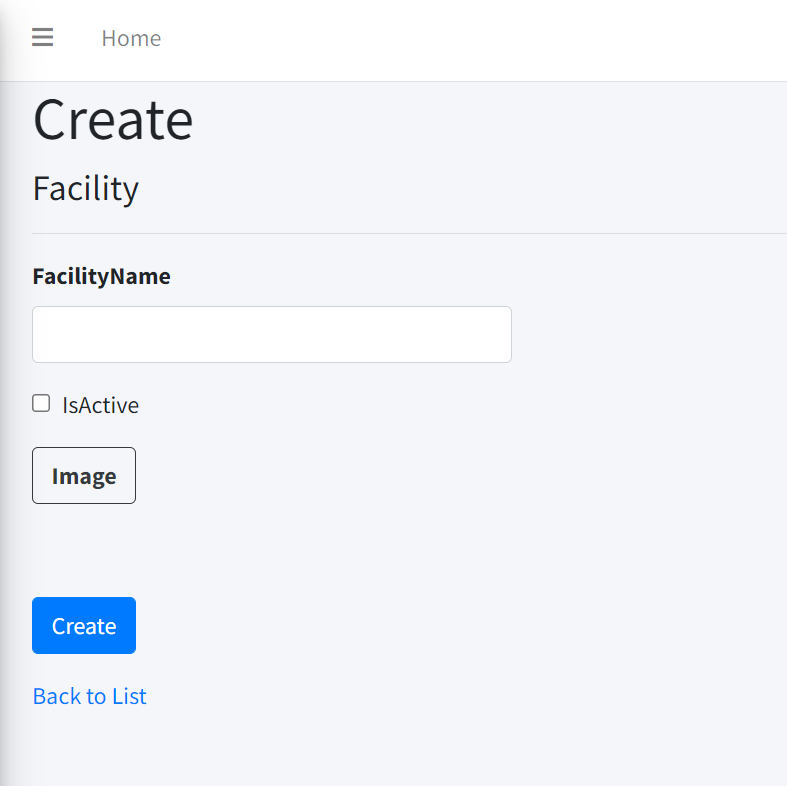 Home
Create
Facility
FacilityName
IsActive
Image
Create
Back to List